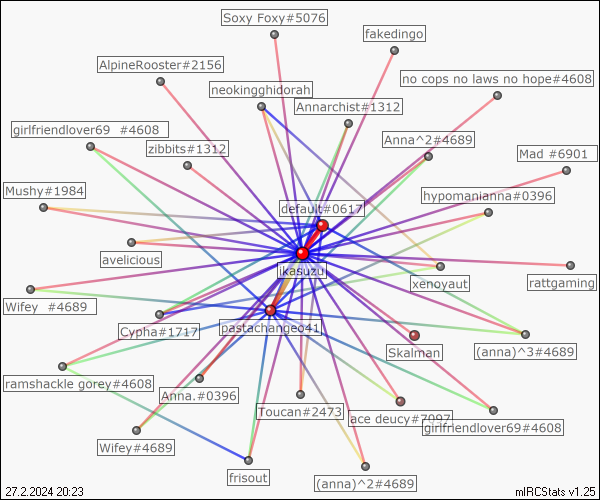 Soxy Foxy#5076
fakedingo
AlpineRooster#2156
no cops no laws no hope#4608
neokingghidorah
Annarchist#1312
girlfriendlover69 #4608
zibbits#1312
Anna^2#4689
Mad #6901
Mushy#1984
hypomanianna#0396
default#0617
avelicious
jkasuzu
xenoyaut
rattgaming
Wifey #4689
Cypha#1717
pastachangeo41
Skalman
(anna)^3#4689
ramshackle gorey#4608
Anna.#0396
Toucan#2473
ace deucy#7097
girlfriendlover69#4608
Wifey#4689
frisout
(anna)^2#4689
27.2.2024 20:23
mIRCStats v1.25